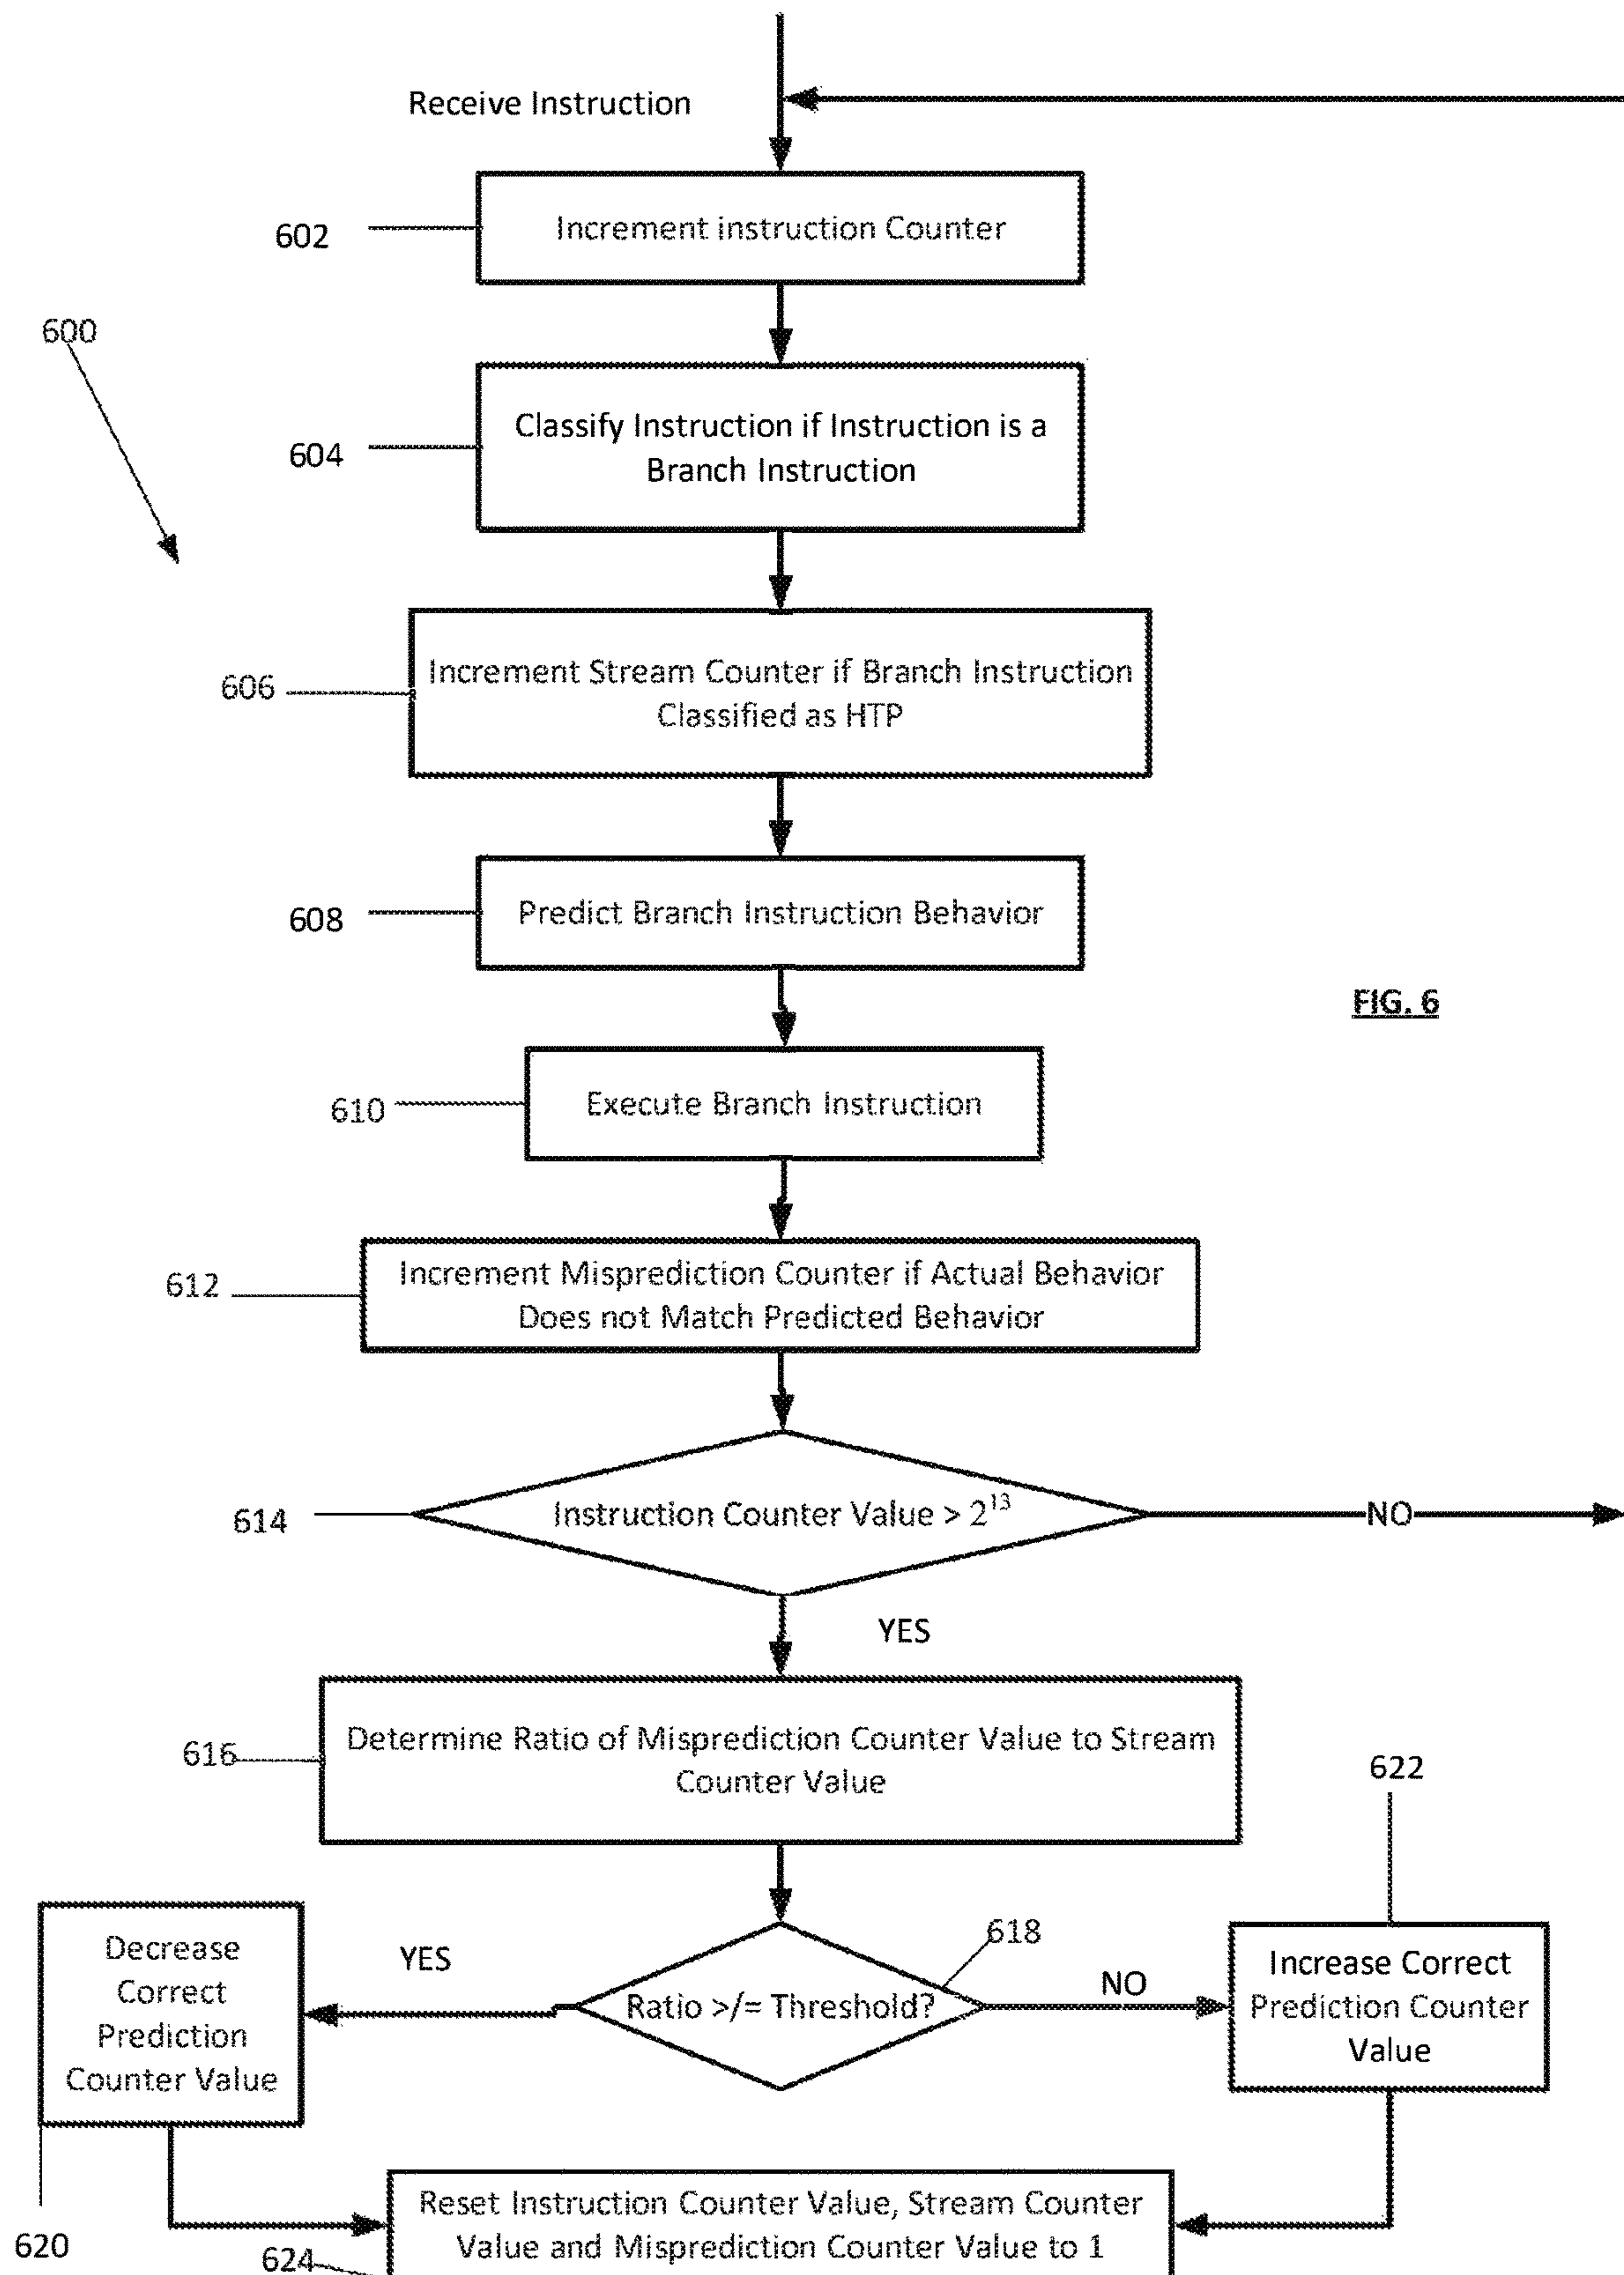 Receive Instruction
602
Increment instruction Counter
600
604
Classify Instruction if Instruction is a
Branch Instruction
606
Increment Stream Counter if Branch Instruction
Classified as HTP
608
Predict Branch Instruction Behavior
FIG. 6
610
Execute Branch Instruction
612
Increment Misprediction Counter if Actual Behavior
Does not Match Predicted Behavior
614
Instruction Counter Value > 2¹³
NO
YES
616
Determine Ratio of Misprediction Counter Value to Stream
Counter Value
622
618
Decrease
Correct
Prediction
Counter Value
YES
Ratio >/= Threshold?
NO
Increase Correct
Prediction Counter
Value
620
624
Reset Instruction Counter Value, Stream Counter
Value and Misprediction Counter Value to 1